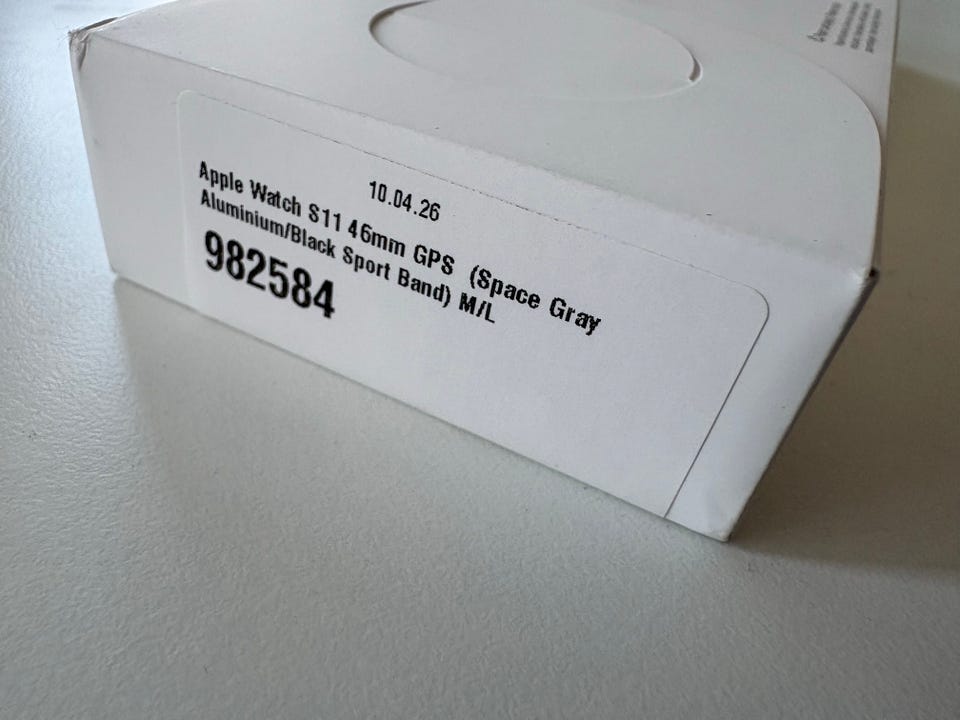 10.04.26
Apple Watch S11 46mm GPS (Space Gray
Aluminium/Black Sport Band) M/L
982584